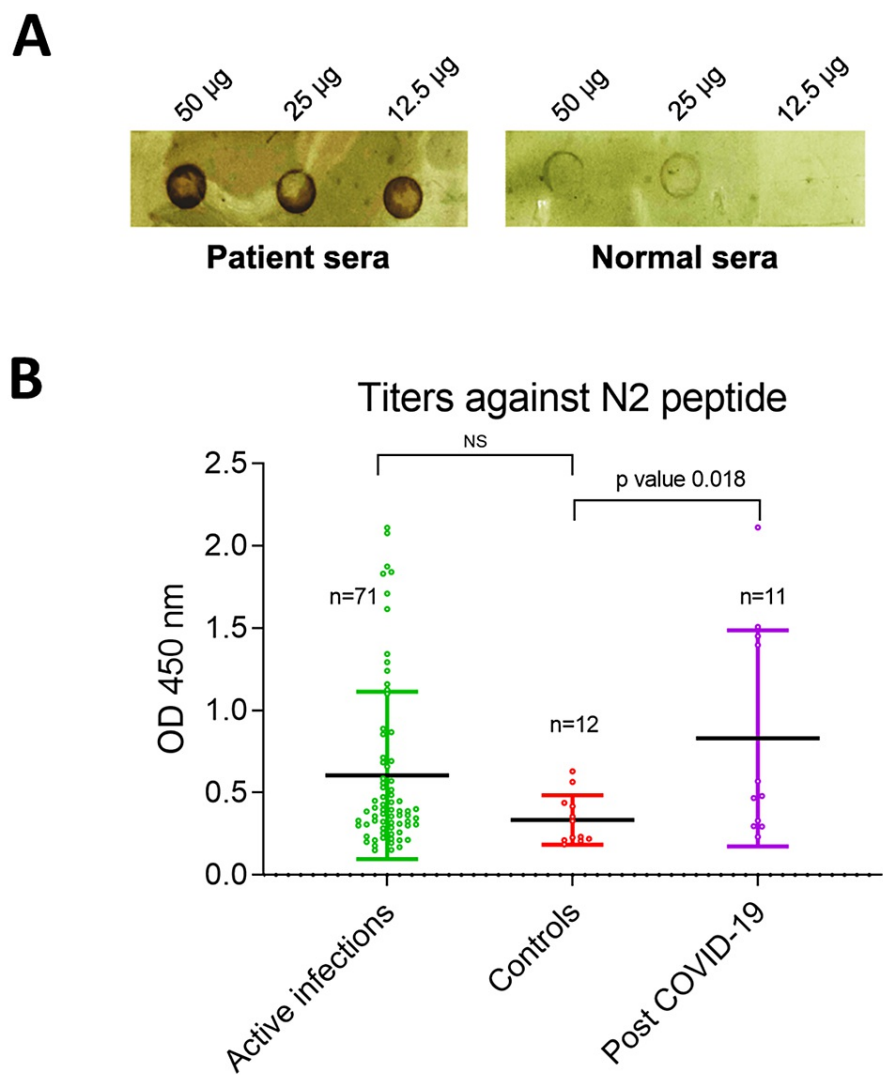 A
50 µg 25 µg 12.5 µg 50 µg 25 µg 12.5 µg
Patient sera Normal sera
B
Titers against N2 peptide
NS
p value 0.018
2.5
2.0
1.5
1.0
0.5
0.0
OD 450 nm
n=71
n=12
n=11
Active infections
Controls
Post COVID-19